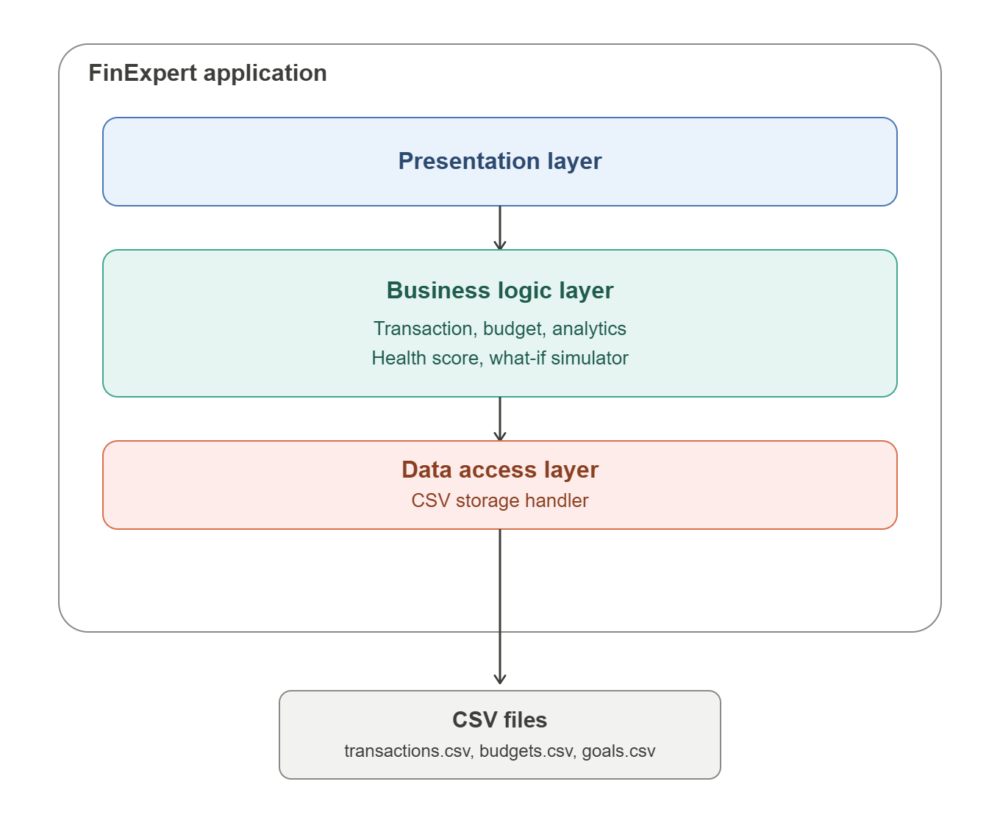 FinExpert application
Presentation layer
Business logic layer
Transaction, budget, analytics
Health score, what-if simulator
Data access layer
CSV storage handler
CSV files
transactions.csv, budgets.csv, goals.csv